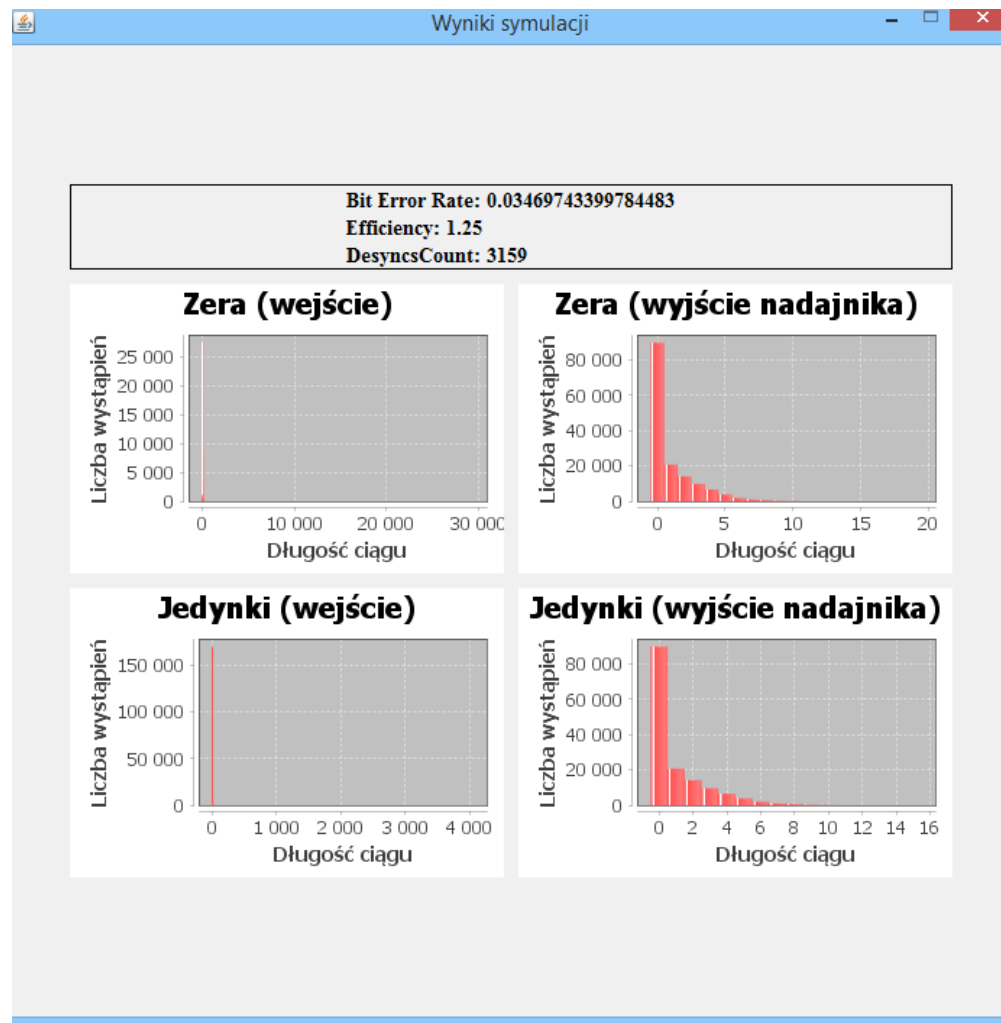 Wyniki symulacji
Bit Error Rate: 0.03469743399784483
Efficiency: 1.25
DesyncsCount: 3159
Zera (wejście)
Liczba wystąpień
25 000
20 000
15 000
10 000
5 000
0
0 10 000 20 000 30 000
Długość ciągu
Zera (wyjście nadajnika)
Liczba wystąpień
80 000
60 000
40 000
20 000
0
0 5 10 15 20
Długość ciągu
Jedynki (wejście)
Liczba wystąpień
150 000
100 000
50 000
0
0 1 000 2 000 3 000 4 000
Długość ciągu
Jedynki (wyjście nadajnika)
Liczba wystąpień
80 000
60 000
40 000
20 000
0
0 2 4 6 8 10 12 14 16
Długość ciągu